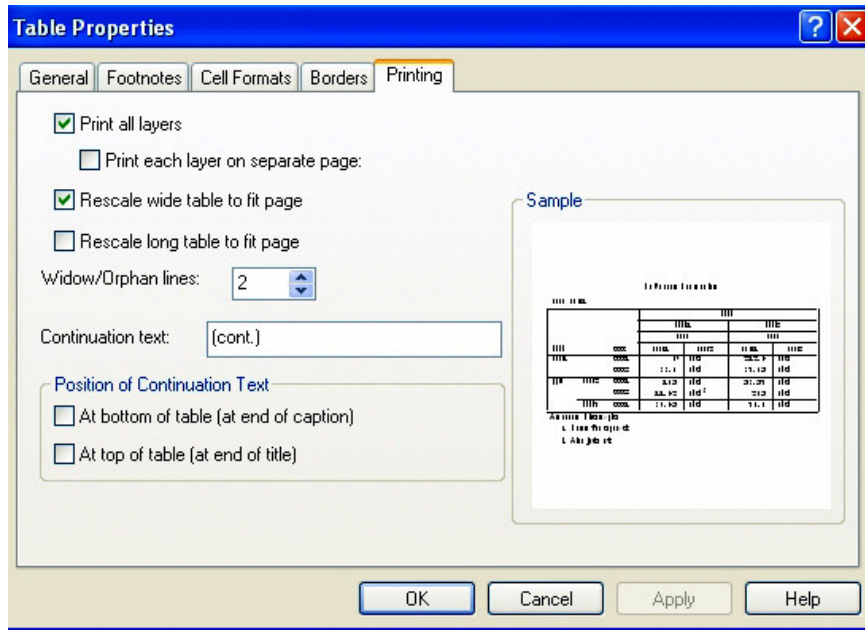 Table Properties
General Footnotes Cell Formats Borders Printing
Print all layers
Print each layer on separate page:
Rescale wide table to fit page
Sample
Rescale long table to fit page
Widow/Orphan lines: 2
Continuation text: (cont.)
Position of Continuation Text
At bottom of table (at end of caption)
At top of table (at end of title)
OK Cancel Apply Help